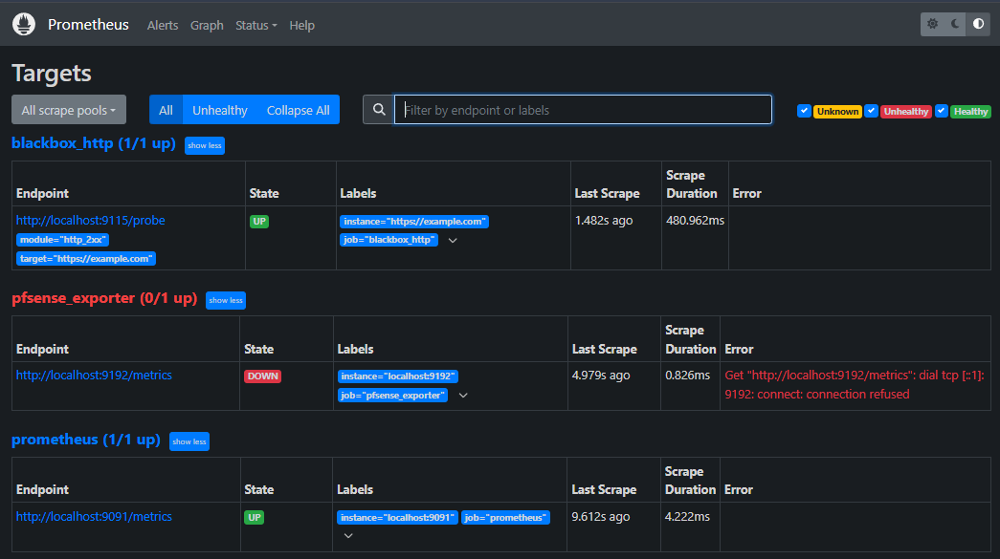 Prometheus Alerts Graph Status Help
Targets
All scrape pools All Unhealthy Collapse All Filter by endpoint or labels Unknown Unhealthy Healthy
blackbox_http (1/1 up) show less
Endpoint State Labels Last Scrape Scrape Duration Error
http://localhost:9115/probe UP instance="https://example.com" 1.482s ago 480.962ms
module="http_2xx" job="blackbox_http"
target="https://example.com"
pfsense_exporter (0/1 up) show less
Endpoint State Labels Last Scrape Scrape Duration Error
http://localhost:9192/metrics DOWN instance="localhost:9192" 4.979s ago 0.826ms Get "http://localhost:9192/metrics": dial tcp [::1]:
job="pfsense_exporter" 9192: connect: connection refused
prometheus (1/1 up) show less
Endpoint State Labels Last Scrape Scrape Duration Error
http://localhost:9091/metrics UP instance="localhost:9091" job="prometheus" 9.612s ago 4.222ms